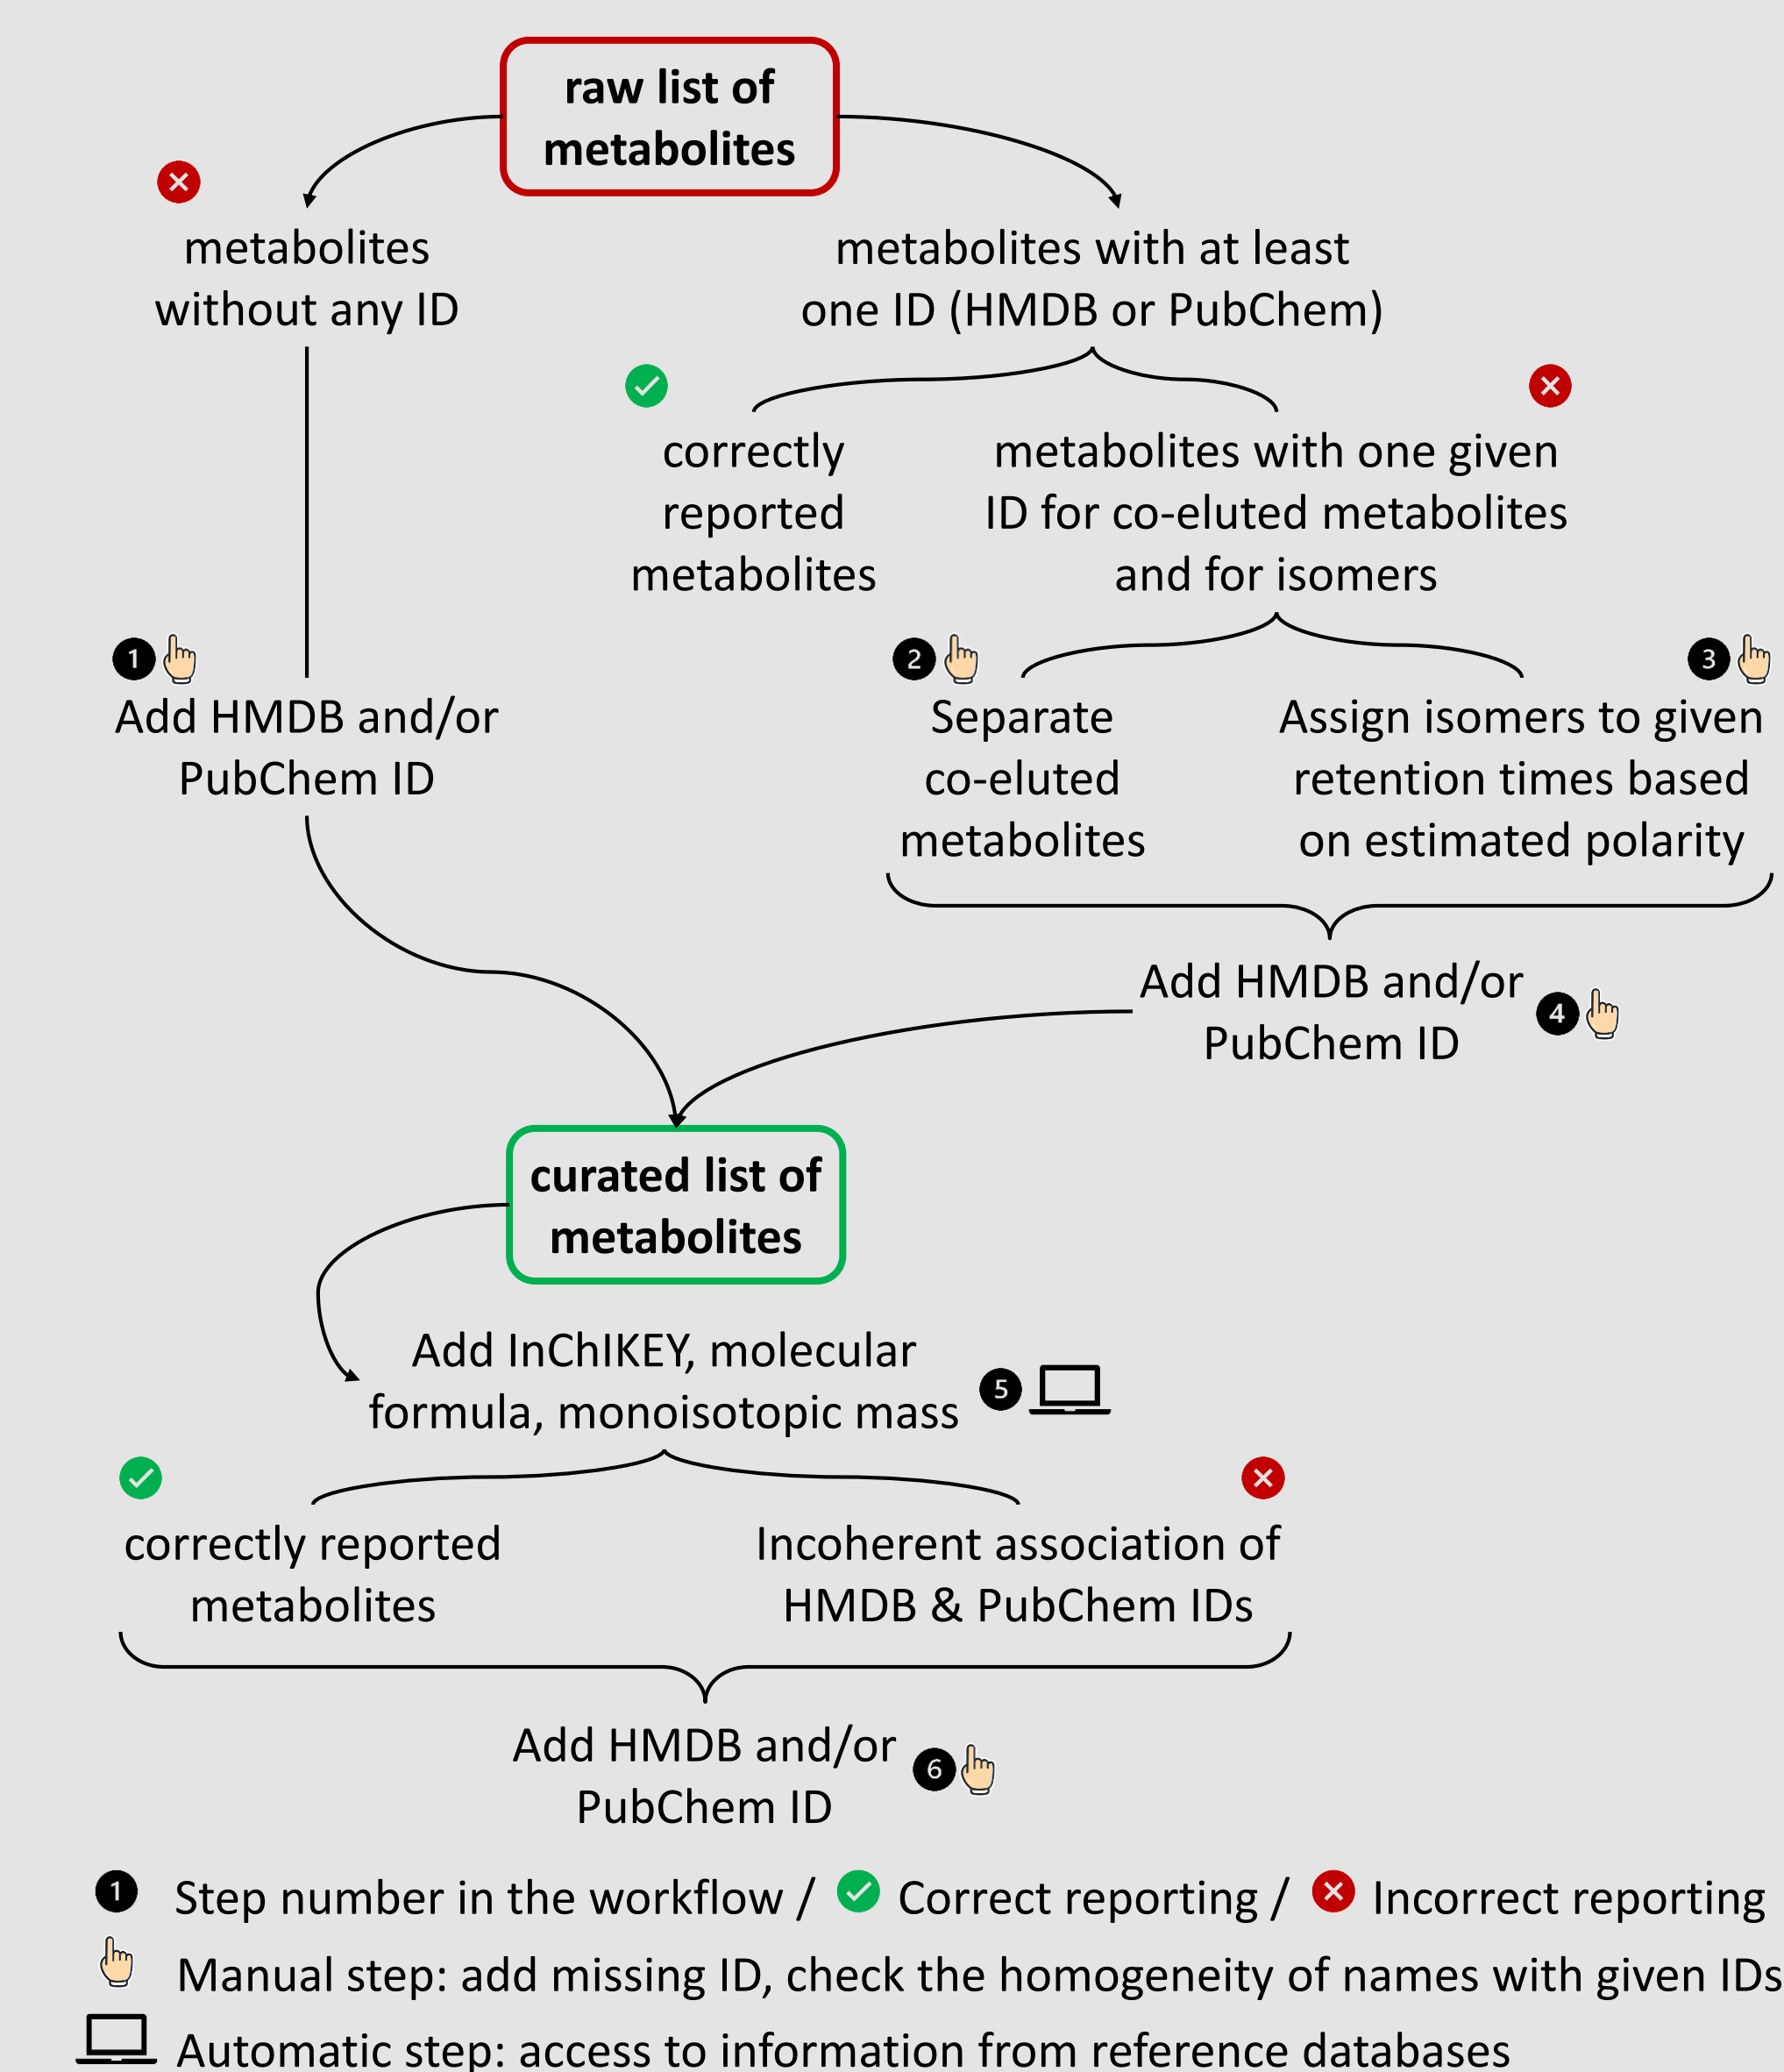 raw list of
metabolites
metabolites
without any ID
metabolites with at least
one ID (HMDB or PubChem)
correctly
reported
metabolites
metabolites with one given
ID for co-eluted metabolites
and for isomers
1
Add HMDB and/or
PubChem ID
2
Separate
co-eluted
metabolites
3
Assign isomers to given
retention times based
on estimated polarity
Add HMDB and/or
PubChem ID
4
curated list of
metabolites
Add InChIKEY, molecular
formula, monoisotopic mass
5
correctly reported
metabolites
Incoherent association of
HMDB & PubChem IDs
Add HMDB and/or
PubChem ID
6
1 Step number in the workflow / Correct reporting / Incorrect reporting
Manual step: add missing ID, check the homogeneity of names with given IDs
Automatic step: access to information from reference databases